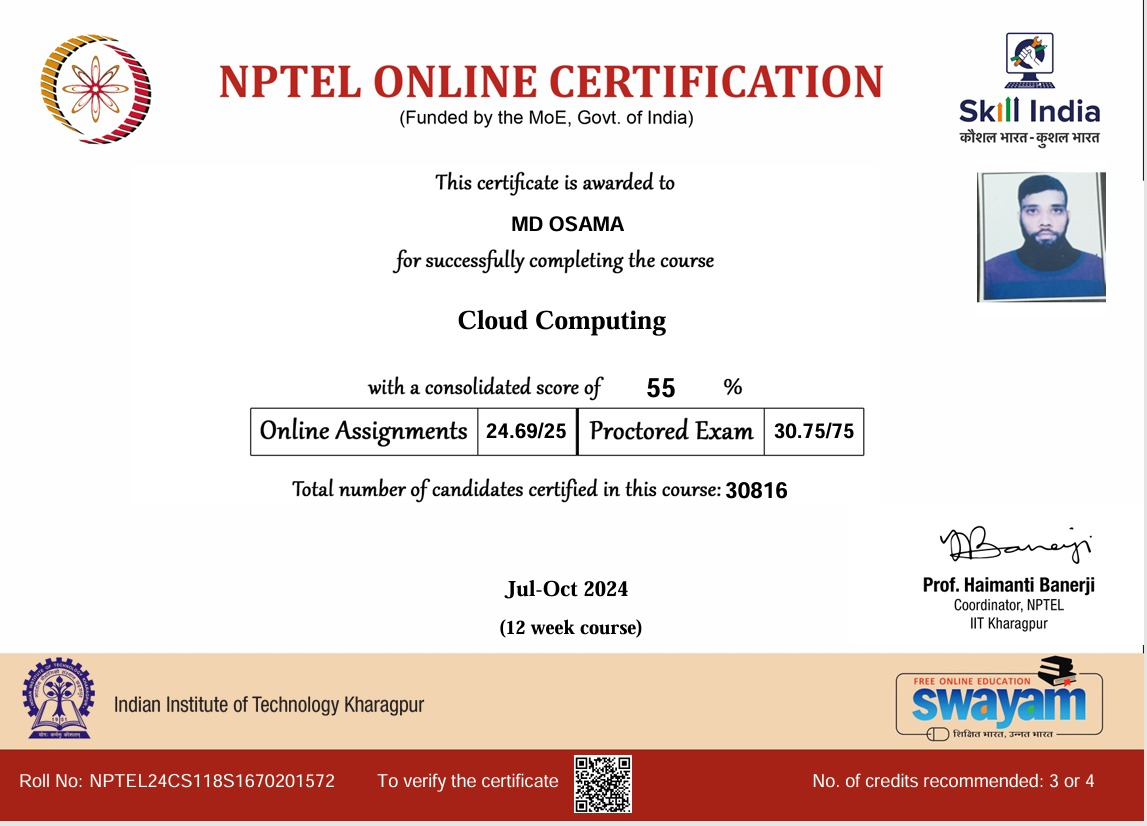 NPTEL ONLINE CERTIFICATION
(Funded by the MoE, Govt. of India)
Skill India
कौशल भारत - कुशल भारत
This certificate is awarded to
MD OSAMA
for successfully completing the course
Cloud Computing
with a consolidated score of 55 %
Online Assignments 24.69/25 Proctored Exam 30.75/75
Total number of candidates certified in this course: 30816
Jul-Oct 2024
(12 week course)
Prof. Haimanti Banerji
Coordinator, NPTEL
IIT Kharagpur
Indian Institute of Technology Kharagpur
FREE ONLINE EDUCATION
swayam
शिक्षित भारत, उन्नत भारत
Roll No: NPTEL24CS118S1670201572 To verify the certificate No. of credits recommended: 3 or 4